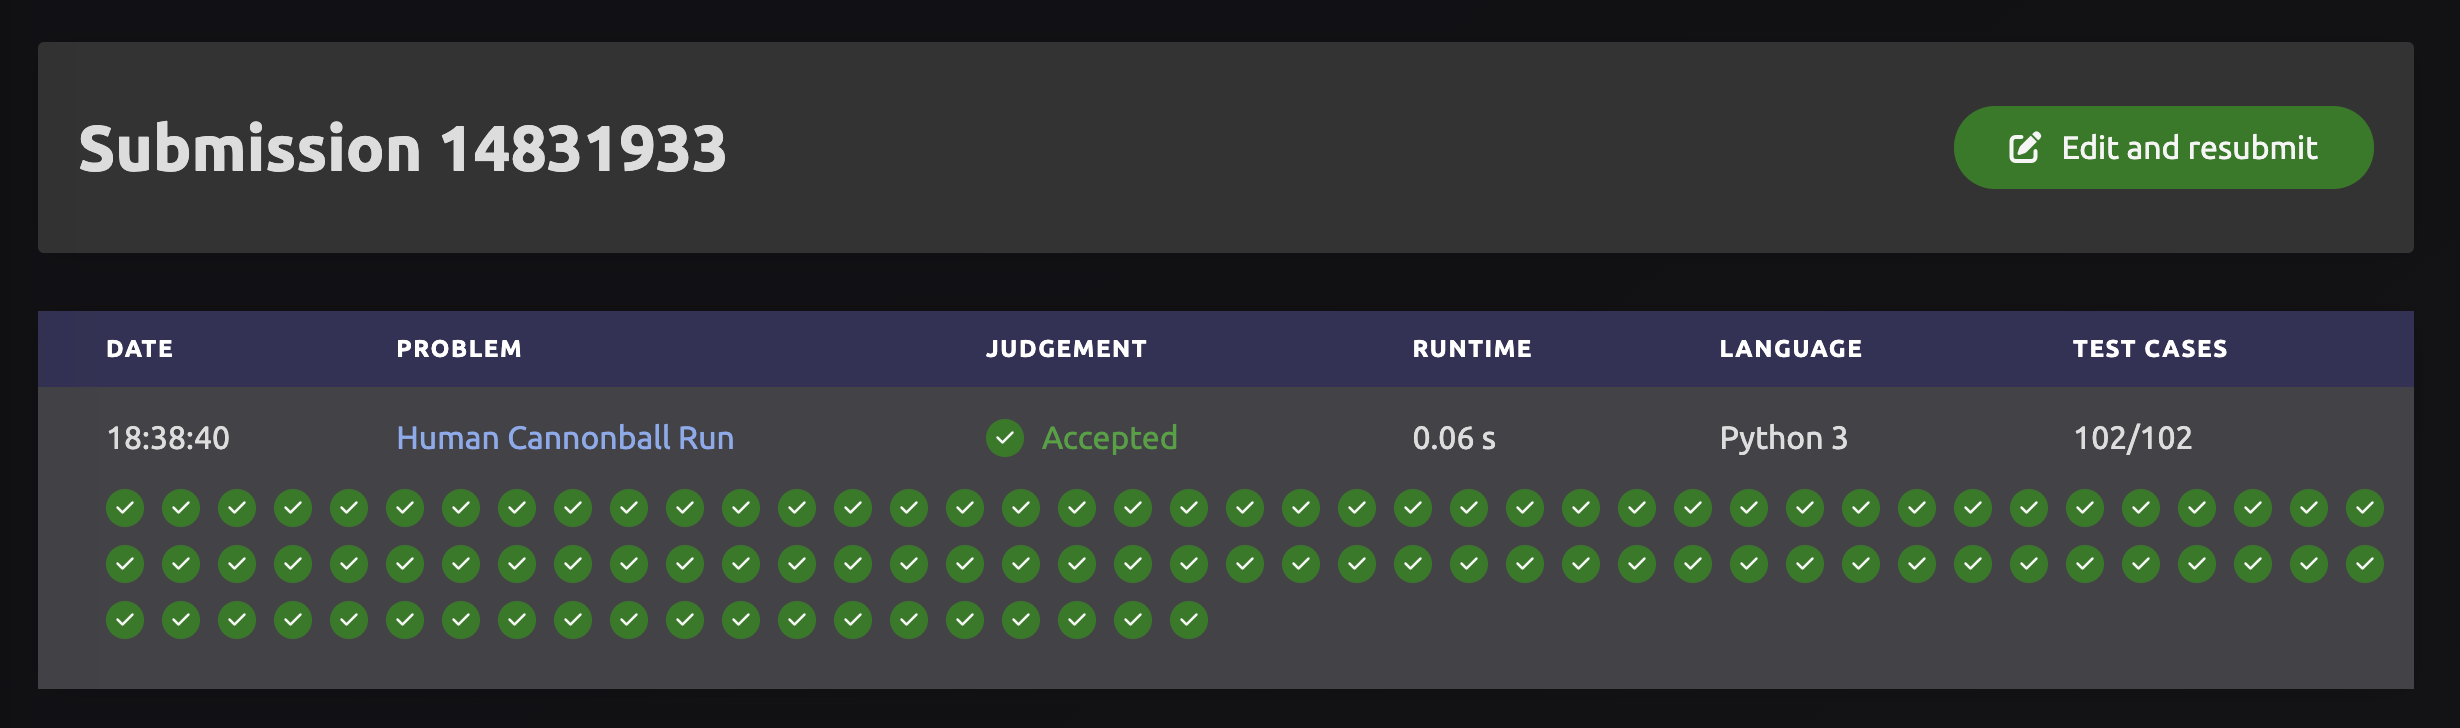 Submission 14831933
Edit and resubmit
DATE PROBLEM JUDGEMENT RUNTIME LANGUAGE TEST CASES
18:38:40 Human Cannonball Run Accepted 0.06 s Python 3 102/102